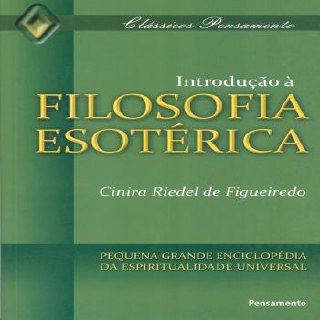 Clássicos Pensamento
Introdução à
FILOSOFIA
ESOTÉRICA
Cinira Riedel de Figueiredo
PEQUENA GRANDE ENCICLOPÉDIA
DA ESPIRITUALIDADE UNIVERSAL
Pensamento